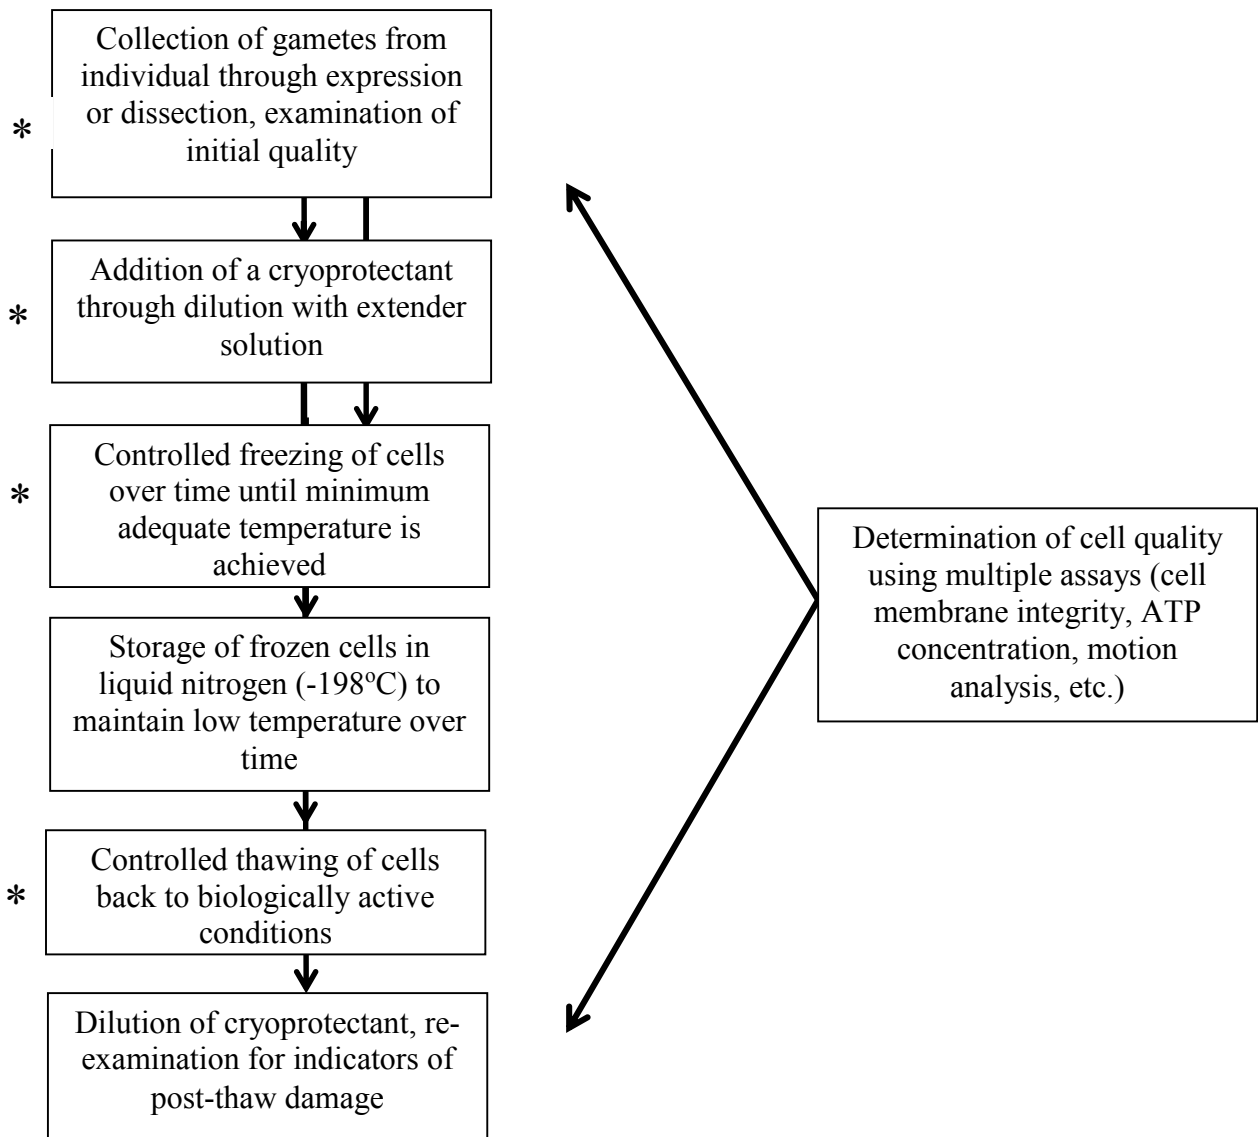 Collection of gametes from
individual through expression
or dissection, examination of
initial quality
*
Addition of a cryoprotectant
through dilution with extender
solution
*
Controlled freezing of cells
over time until minimum
adequate temperature is
achieved
*
Storage of frozen cells in
liquid nitrogen (-198ºC) to
maintain low temperature over
time
Controlled thawing of cells
back to biologically active
conditions
*
Dilution of cryoprotectant, re-
examination for indicators of
post-thaw damage
Determination of cell quality
using multiple assays (cell
membrane integrity, ATP
concentration, motion
analysis, etc.)